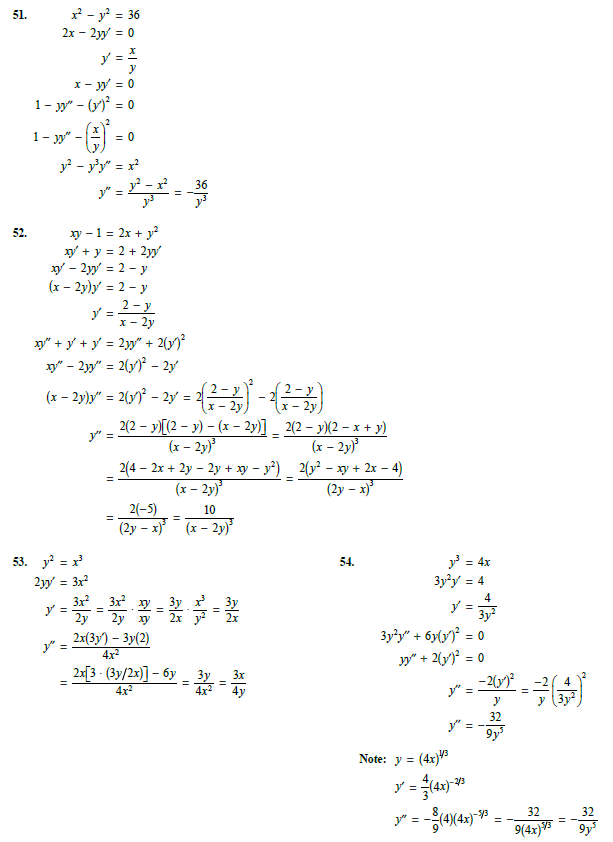 51. x² − y² = 36
2x − 2yy′ = 0
y′ = x/y
x − yy′ = 0
1 − yy″ − (y′)² = 0
1 − yy″ − (x/y)² = 0
y² − y³y″ = x²
y″ = (y² − x²)/y³ = −36/y³
52. xy − 1 = 2x + y²
xy′ + y = 2 + 2yy′
xy′ − 2yy′ = 2 − y
(x − 2y)y′ = 2 − y
y′ = (2 − y)/(x − 2y)
xy″ + y′ + y′ = 2yy″ + 2(y′)²
xy″ − 2yy″ = 2(y′)² − 2y′
(x − 2y)y″ = 2(y′)² − 2y′ = 2((2 − y)/(x − 2y))² − 2((2 − y)/(x − 2y))
y″ = 2(2 − y)[(2 − y) − (x − 2y)]/(x − 2y)³ = 2(2 − y)(2 − x + y)/(x − 2y)³
= 2(4 − 2x + 2y − 2y + xy − y²)/(x − 2y)³ = 2(y² − xy + 2x − 4)/(2y − x)³
= 2(−5)/(2y − x)³ = 10/(x − 2y)³
53. y² = x³
2yy′ = 3x²
y′ = 3x²/2y = 3x²/2y · xy/xy = 3y/2x · x³/y² = 3y/2x
y″ = (2x(3y′) − 3y(2))/4x²
= (2x[3 · (3y/2x)] − 6y)/4x² = 3y/4x² = 3x/4y
54. y³ = 4x
3y²y′ = 4
y′ = 4/3y²
3y²y″ + 6y(y′)² = 0
yy″ + 2(y′)² = 0
y″ = −2(y′)²/y = −2/y (4/3y²)²
y″ = −32/9y⁵
Note: y = (4x)^1/3
y′ = 4/3(4x)^−2/3
y″ = −8/9(4)(4x)^−5/3 = −32/9(4x)^5/3 = −32/9y⁵